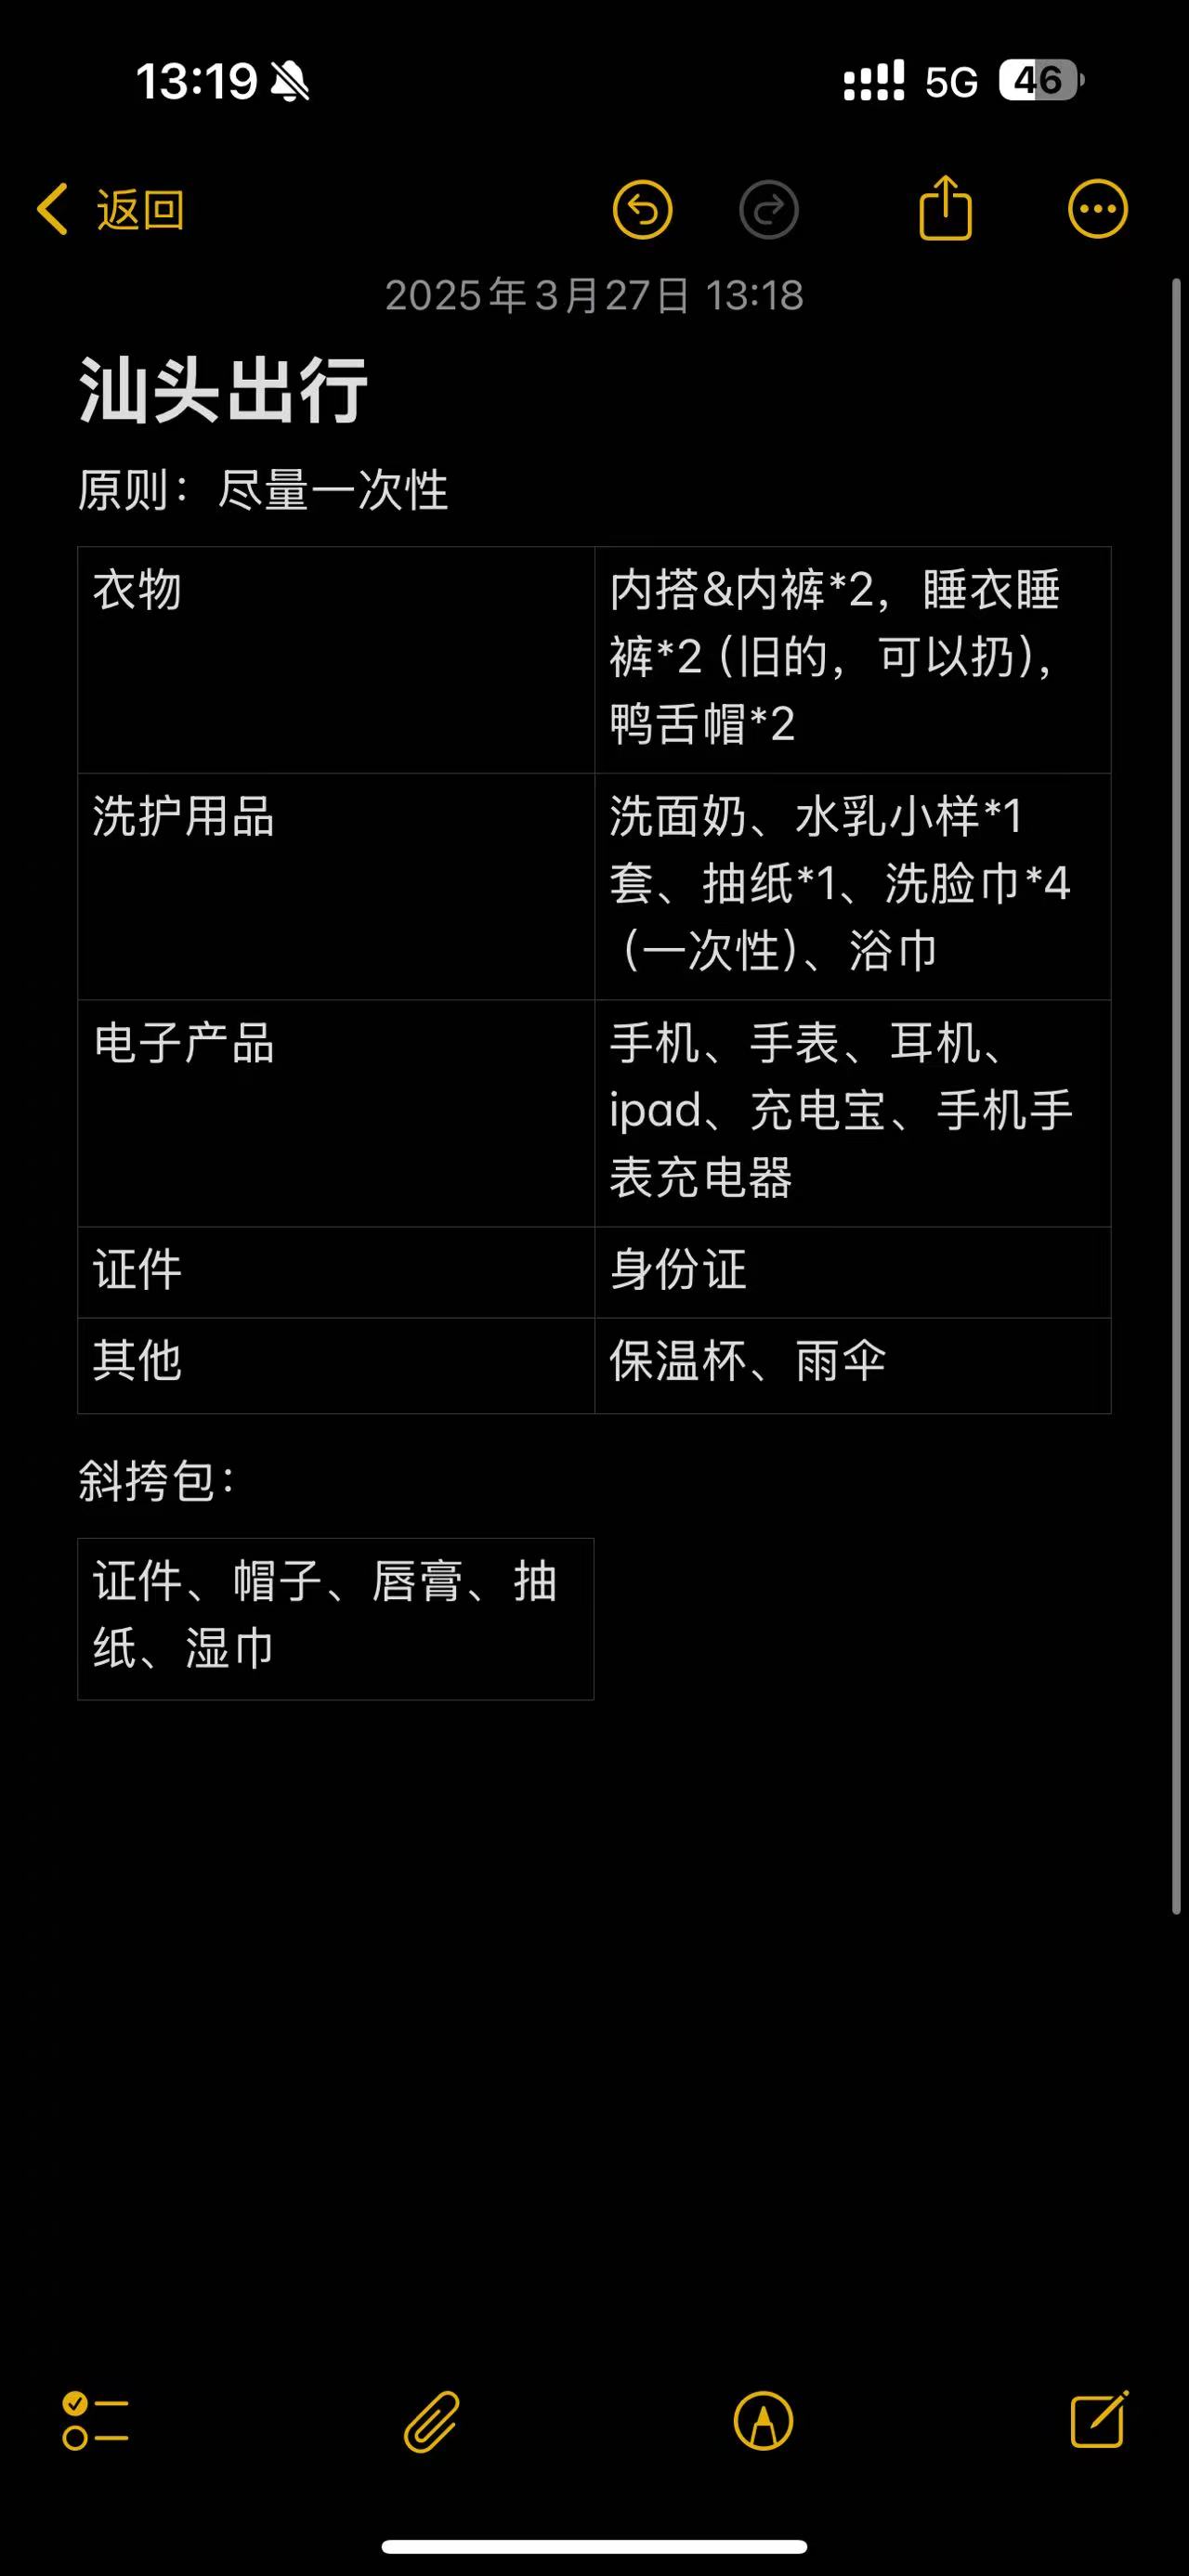 13:19
5G
46
返回
2025年3月27日 13:18
汕头出行
原则：尽量一次性
衣物
内搭&内裤*2，睡衣睡
裤*2（旧的，可以扔），
鸭舌帽*2
洗护用品
洗面奶、水乳小样*1
套、抽纸*1、洗脸巾*4
（一次性）、浴巾
电子产品
手机、手表、耳机、
ipad、充电宝、手机手
表充电器
证件
身份证
其他
保温杯、雨伞
斜挎包：
证件、帽子、唇膏、抽
纸、湿巾